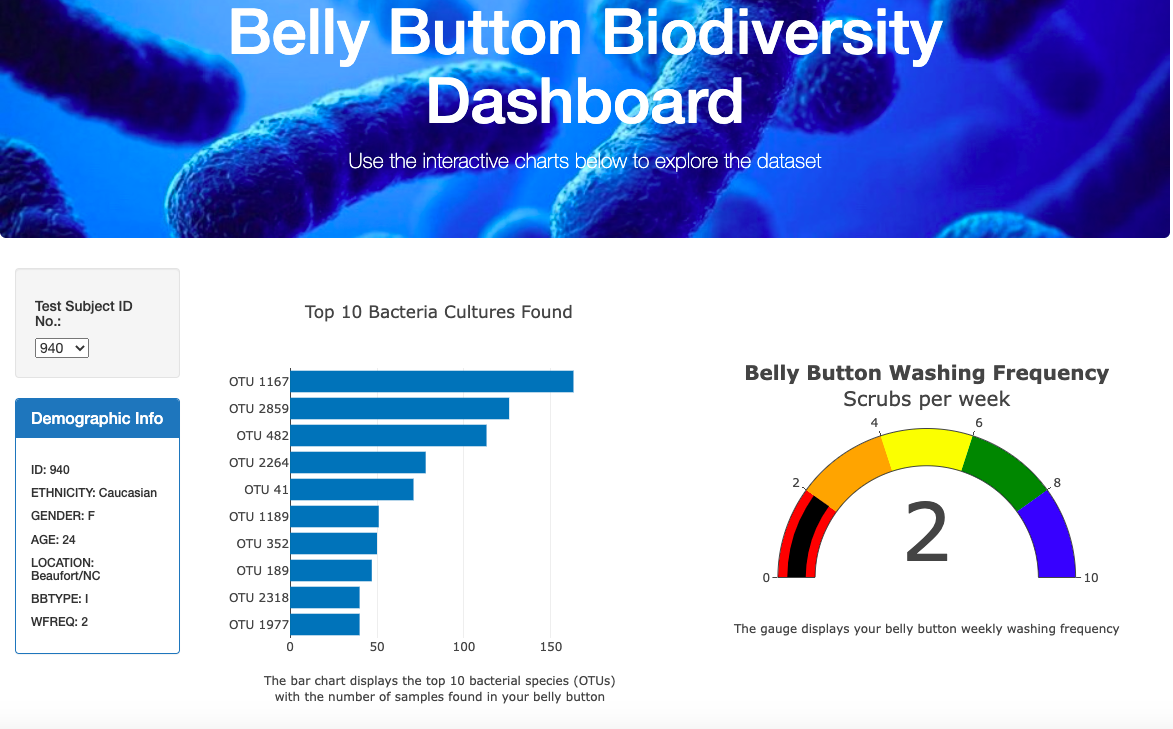 Belly Button Biodiversity
Dashboard
Use the interactive charts below to explore the dataset
Test Subject ID
No.:
940
Demographic Info
ID: 940
ETHNICITY: Caucasian
GENDER: F
AGE: 24
LOCATION:
Beaufort/NC
BBTYPE: I
WFREQ: 2
Top 10 Bacteria Cultures Found
OTU 1167
OTU 2859
OTU 482
OTU 2264
OTU 41
OTU 1189
OTU 352
OTU 189
OTU 2318
OTU 1977
0 50 100 150
The bar chart displays the top 10 bacterial species (OTUs)
with the number of samples found in your belly button
Belly Button Washing Frequency
Scrubs per week
4 6
2 8
2
0 10
The gauge displays your belly button weekly washing frequency